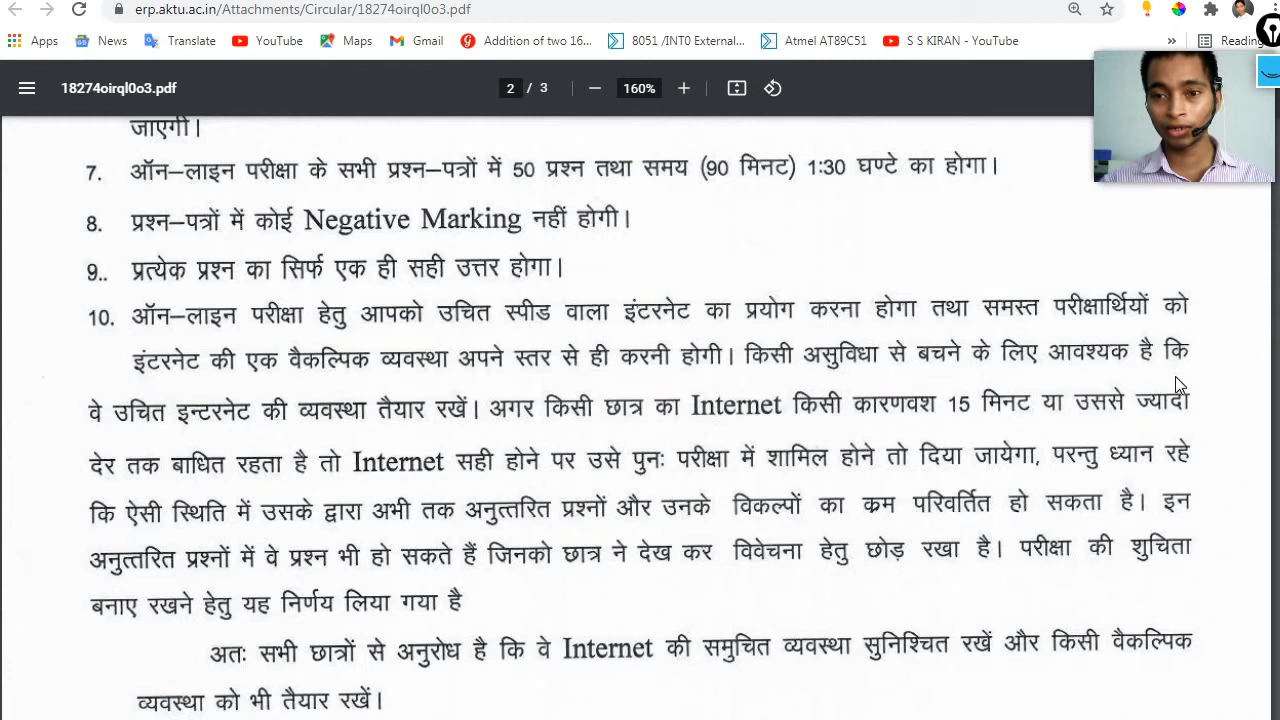 erp.aktu.ac.in/Attachments/Circular/18274oirql0o3.pdf
Apps News Translate YouTube Maps Gmail Addition of two 16... 8051 /INT0 External... Atmel AT89C51 S S KIRAN - YouTube » Reading
18274oirql0o3.pdf 2 / 3 — 160% +
जाएगी।
7. ऑन–लाइन परीक्षा के सभी प्रश्न–पत्रों में 50 प्रश्न तथा समय (90 मिनट) 1:30 घण्टे का होगा।
8. प्रश्न–पत्रों में कोई Negative Marking नहीं होगी।
9.. प्रत्येक प्रश्न का सिर्फ एक ही सही उत्तर होगा।
10. ऑन–लाइन परीक्षा हेतु आपको उचित स्पीड वाला इंटरनेट का प्रयोग करना होगा तथा समस्त परीक्षार्थियों को
इंटरनेट की एक वैकल्पिक व्यवस्था अपने स्तर से ही करनी होगी। किसी असुविधा से बचने के लिए आवश्यक है कि
वे उचित इन्टरनेट की व्यवस्था तैयार रखें। अगर किसी छात्र का Internet किसी कारणवश 15 मिनट या उससे ज्यादा
देर तक बाधित रहता है तो Internet सही होने पर उसे पुनः परीक्षा में शामिल होने तो दिया जायेगा, परन्तु ध्यान रहे
कि ऐसी स्थिति में उसके द्वारा अभी तक अनुत्तरित प्रश्नों और उनके विकल्पों का क्रम परिवर्तित हो सकता है। इन
अनुत्तरित प्रश्नों में वे प्रश्न भी हो सकते हैं जिनको छात्र ने देख कर विवेचना हेतु छोड़ रखा है। परीक्षा की शुचिता
बनाए रखने हेतु यह निर्णय लिया गया है
अतः सभी छात्रों से अनुरोध है कि वे Internet की समुचित व्यवस्था सुनिश्चित रखें और किसी वैकल्पिक
व्यवस्था को भी तैयार रखें।